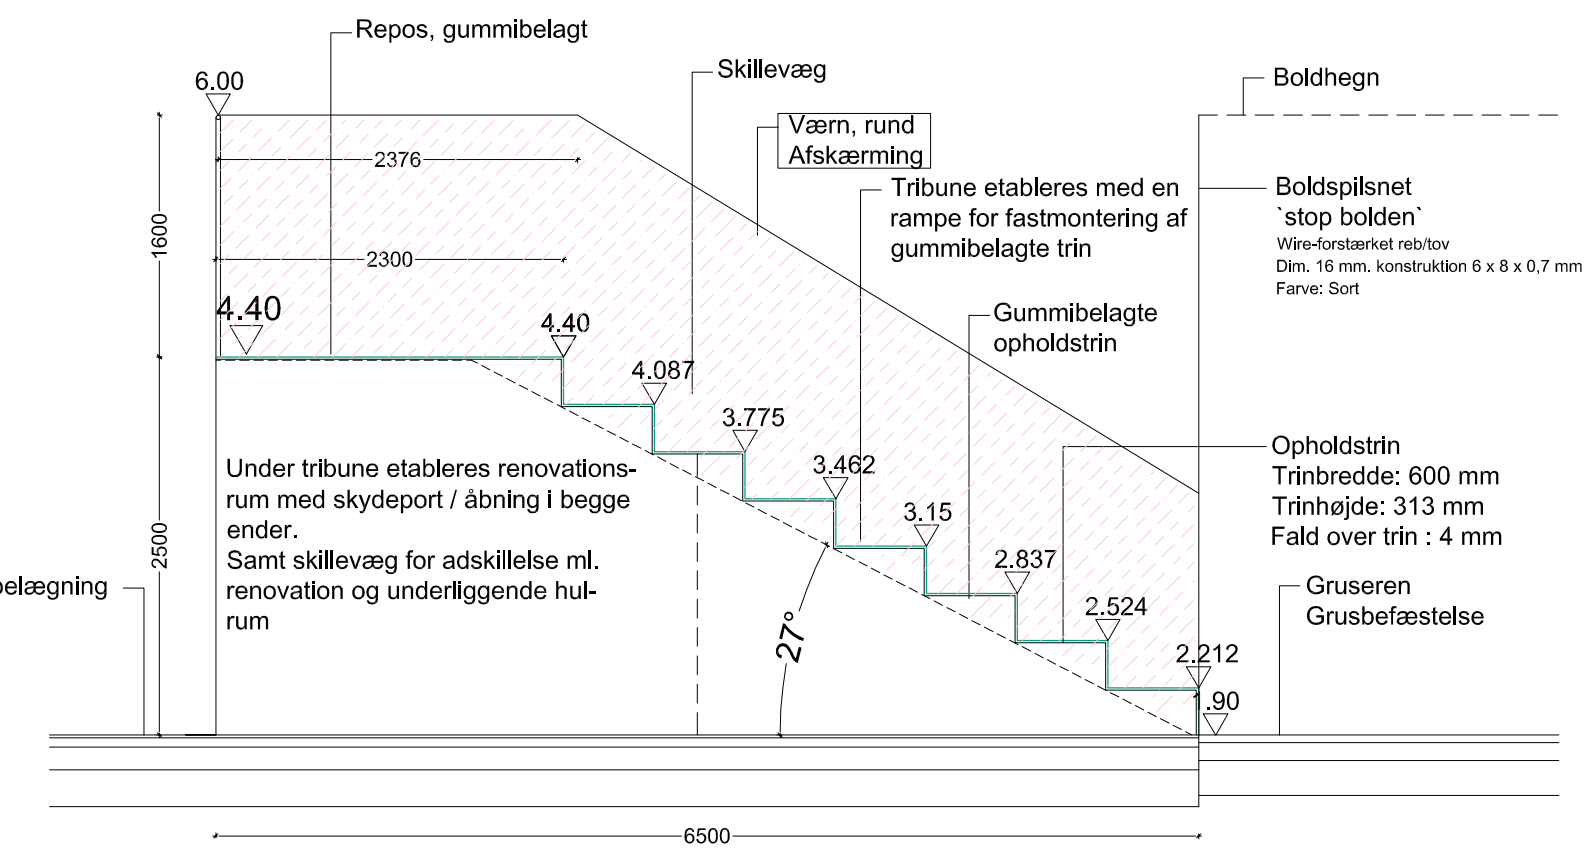 Repos, gummibelagt
Skillevæg
Boldhegn
6.00
Værn, rund
Afskærming
2376
Tribune etableres med en
rampe for fastmontering af
gummibelagte trin
Boldspilsnet
`stop bolden`
Wire-forstærket reb/tov
Dim. 16 mm. konstruktion 6 x 8 x 0,7 mm
Farve: Sort
1600
2300
4.40
4.40
Gummibelagte
opholdstrin
4.087
3.775
3.462
3.15
2.837
2.524
2.212
.90
Opholdstrin
Trinbredde: 600 mm
Trinhøjde: 313 mm
Fald over trin : 4 mm
Under tribune etableres renovations-
rum med skydeport / åbning i begge
ender.
Samt skillevæg for adskillelse ml.
renovation og underliggende hul-
rum
2500
27°
belægning
Gruseren
Grusbefæstelse
6500